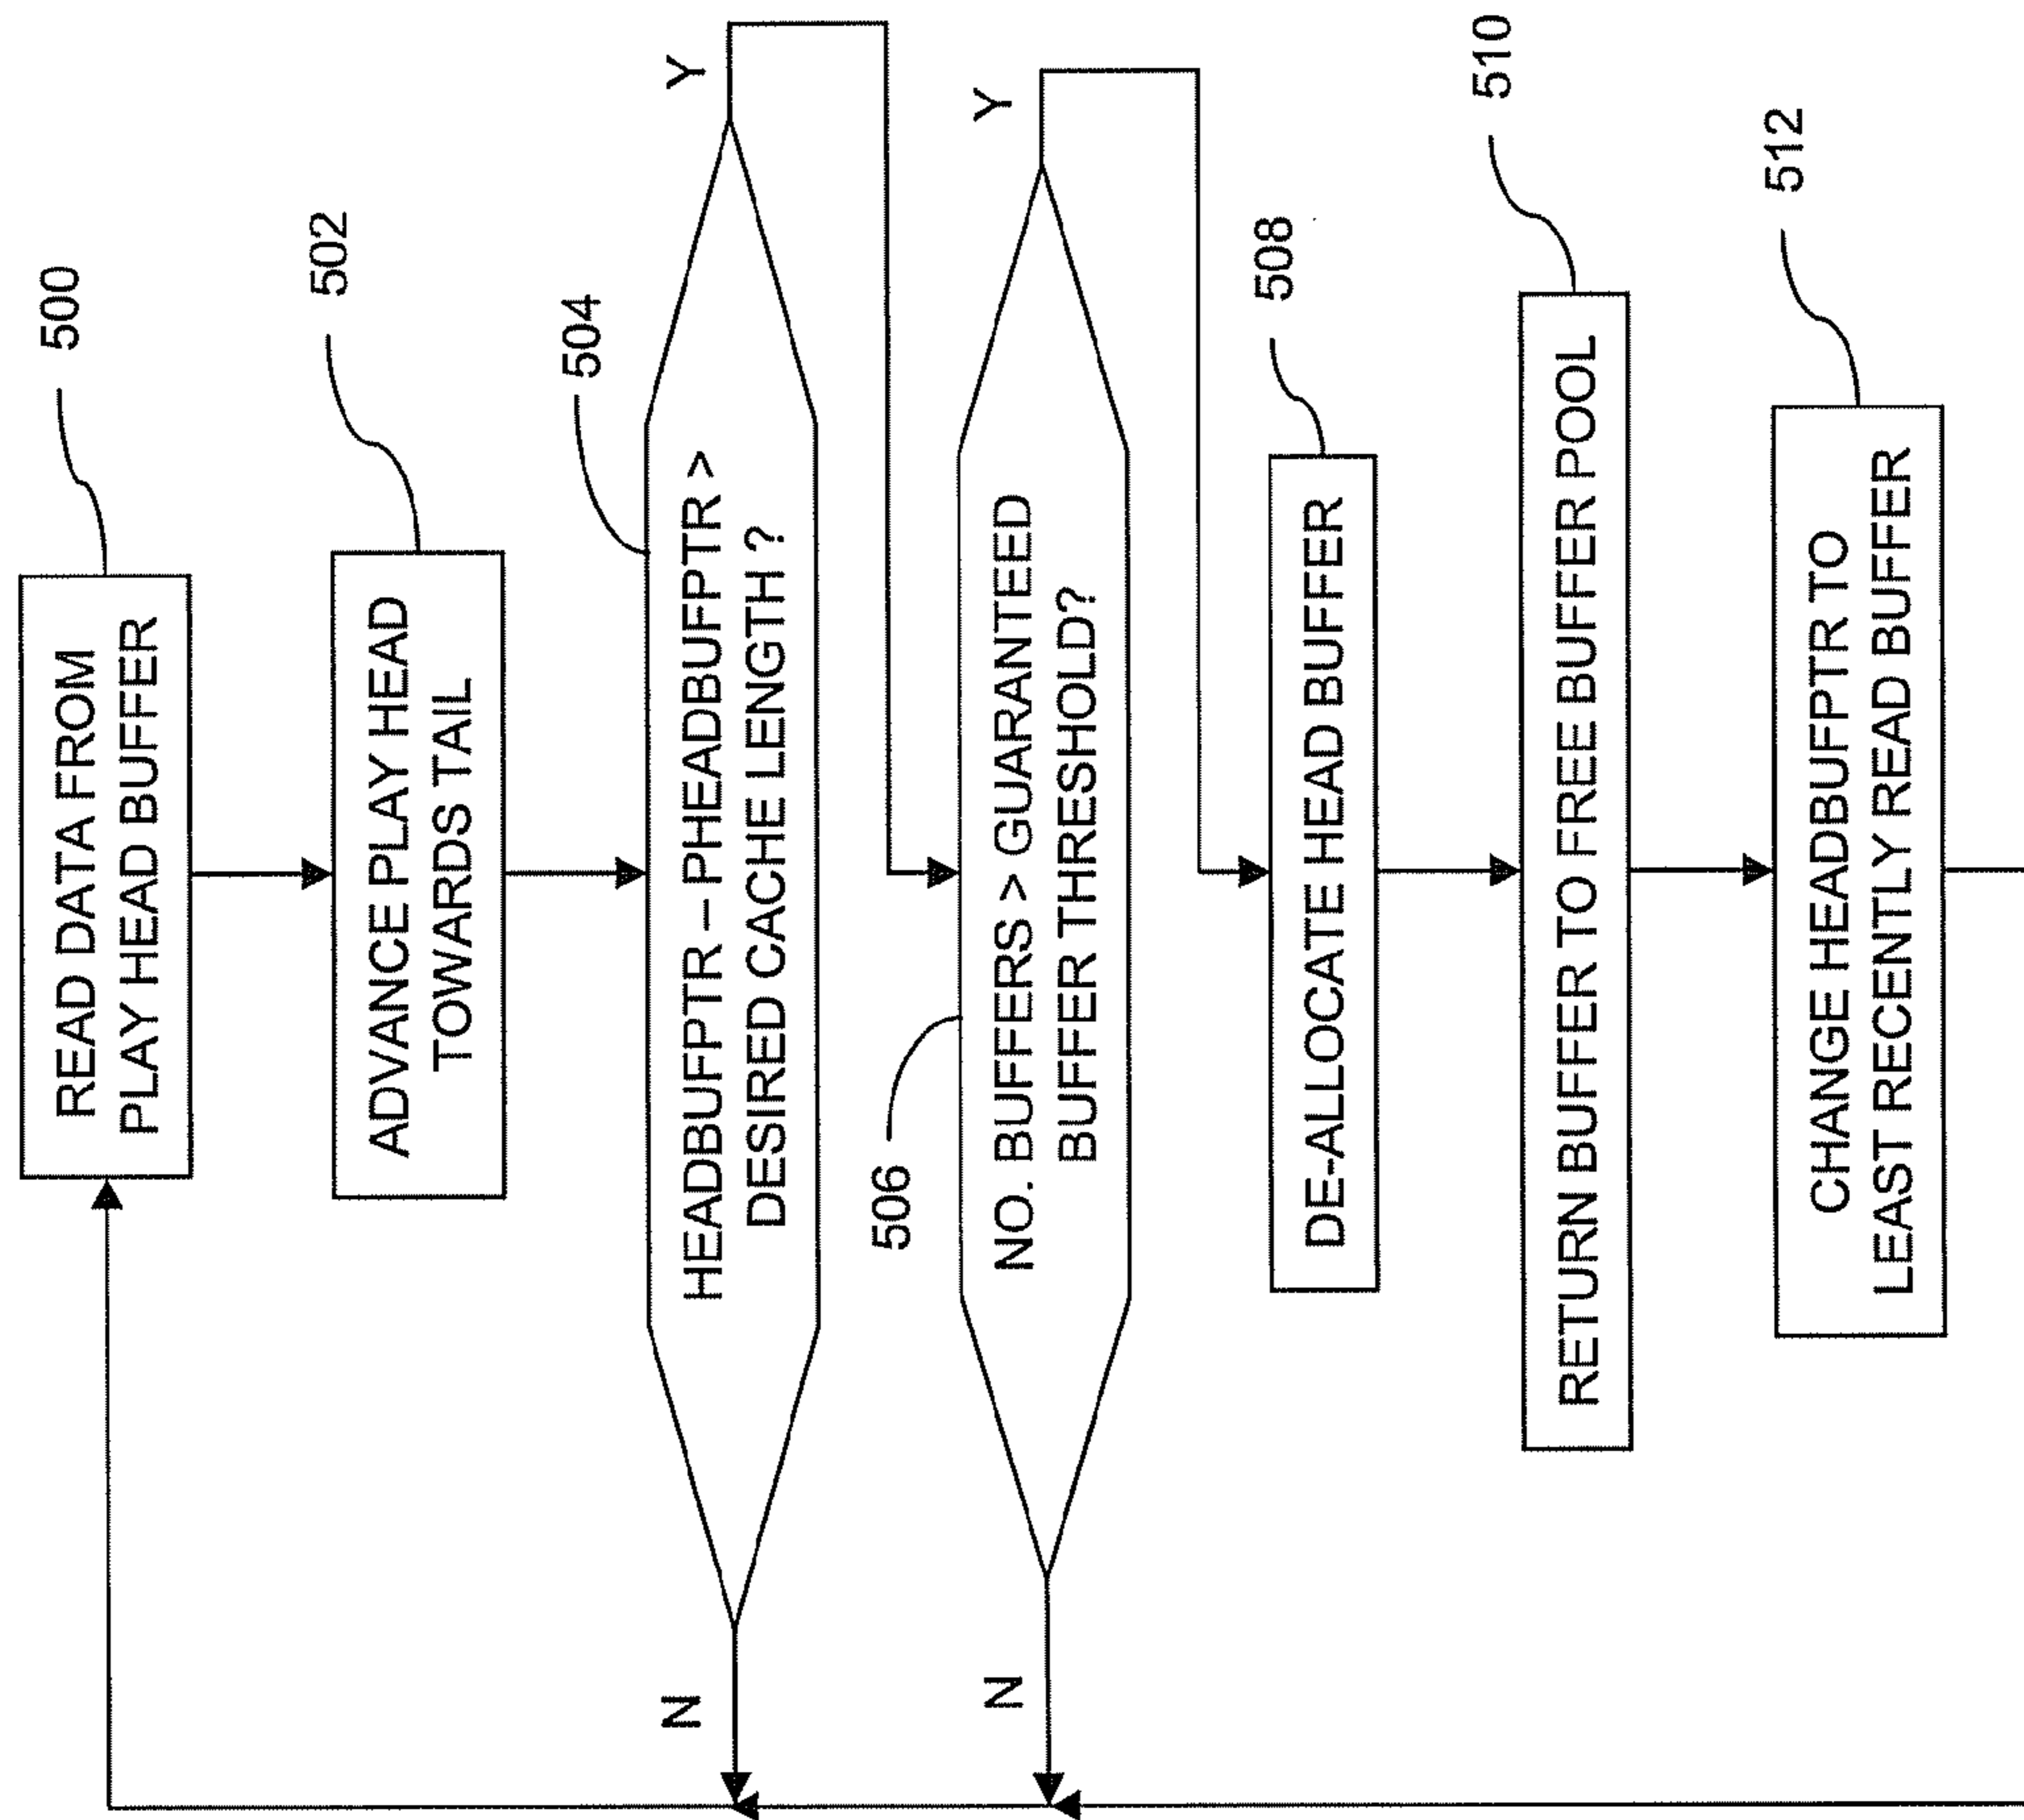 500
READ DATA FROM
PLAY HEAD BUFFER
502
ADVANCE PLAY HEAD
TOWARDS TAIL
504
HEADBUFPTR – PHEADBUFPTR >
DESIRED CACHE LENGTH ?
Y
N
506
NO. BUFFERS > GUARANTEED
BUFFER THRESHOLD?
Y
N
508
DE-ALLOCATE HEAD BUFFER
510
RETURN BUFFER TO FREE BUFFER POOL
512
CHANGE HEADBUFPTR TO
LEAST RECENTLY READ BUFFER